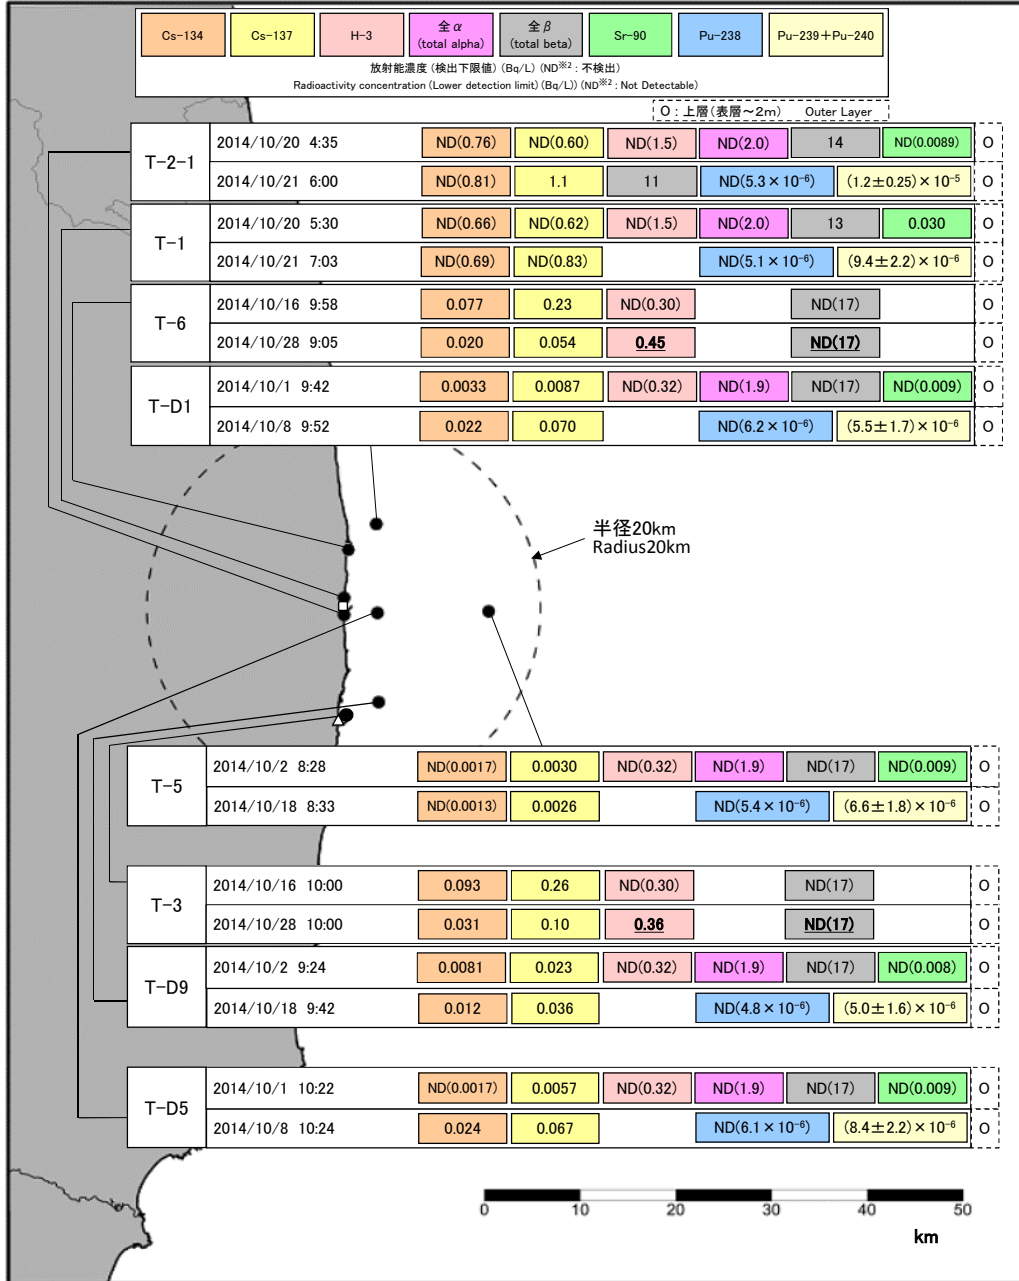 Cs-134 Cs-137 H-3 全α (total alpha) 全β (total beta) Sr-90 Pu-238 Pu-239+Pu-240
放射能濃度 (検出下限値) (Bq/L) (ND※2 : 不検出)
Radioactivity concentration (Lower detection limit) (Bq/L)) (ND※2 : Not Detectable)
O : 上層 (表層～2m) Outer Layer
T-2-1
2014/10/20 4:35 ND(0.76) ND(0.60) ND(1.5) ND(2.0) 14 ND(0.0089) O
2014/10/21 6:00 ND(0.81) 1.1 11 ND(5.3×10⁻⁶) (1.2±0.25)×10⁻⁵ O
T-1
2014/10/20 5:30 ND(0.66) ND(0.62) ND(1.5) ND(2.0) 13 0.030 O
2014/10/21 7:03 ND(0.69) ND(0.83) ND(5.1×10⁻⁶) (9.4±2.2)×10⁻⁶ O
T-6
2014/10/16 9:58 0.077 0.23 ND(0.30) ND(17) O
2014/10/28 9:05 0.020 0.054 0.45 ND(17) O
T-D1
2014/10/1 9:42 0.0033 0.0087 ND(0.32) ND(1.9) ND(17) ND(0.009) O
2014/10/8 9:52 0.022 0.070 ND(6.2×10⁻⁶) (5.5±1.7)×10⁻⁶ O
半径20km
Radius20km
T-5
2014/10/2 8:28 ND(0.0017) 0.0030 ND(0.32) ND(1.9) ND(17) ND(0.009) O
2014/10/18 8:33 ND(0.0013) 0.0026 ND(5.4×10⁻⁶) (6.6±1.8)×10⁻⁶ O
T-3
2014/10/16 10:00 0.093 0.26 ND(0.30) ND(17) O
2014/10/28 10:00 0.031 0.10 0.36 ND(17) O
T-D9
2014/10/2 9:24 0.0081 0.023 ND(0.32) ND(1.9) ND(17) ND(0.008) O
2014/10/18 9:42 0.012 0.036 ND(4.8×10⁻⁶) (5.0±1.6)×10⁻⁶ O
T-D5
2014/10/1 10:22 ND(0.0017) 0.0057 ND(0.32) ND(1.9) ND(17) ND(0.009) O
2014/10/8 10:24 0.024 0.067 ND(6.1×10⁻⁶) (8.4±2.2)×10⁻⁶ O
0 10 20 30 40 50
km